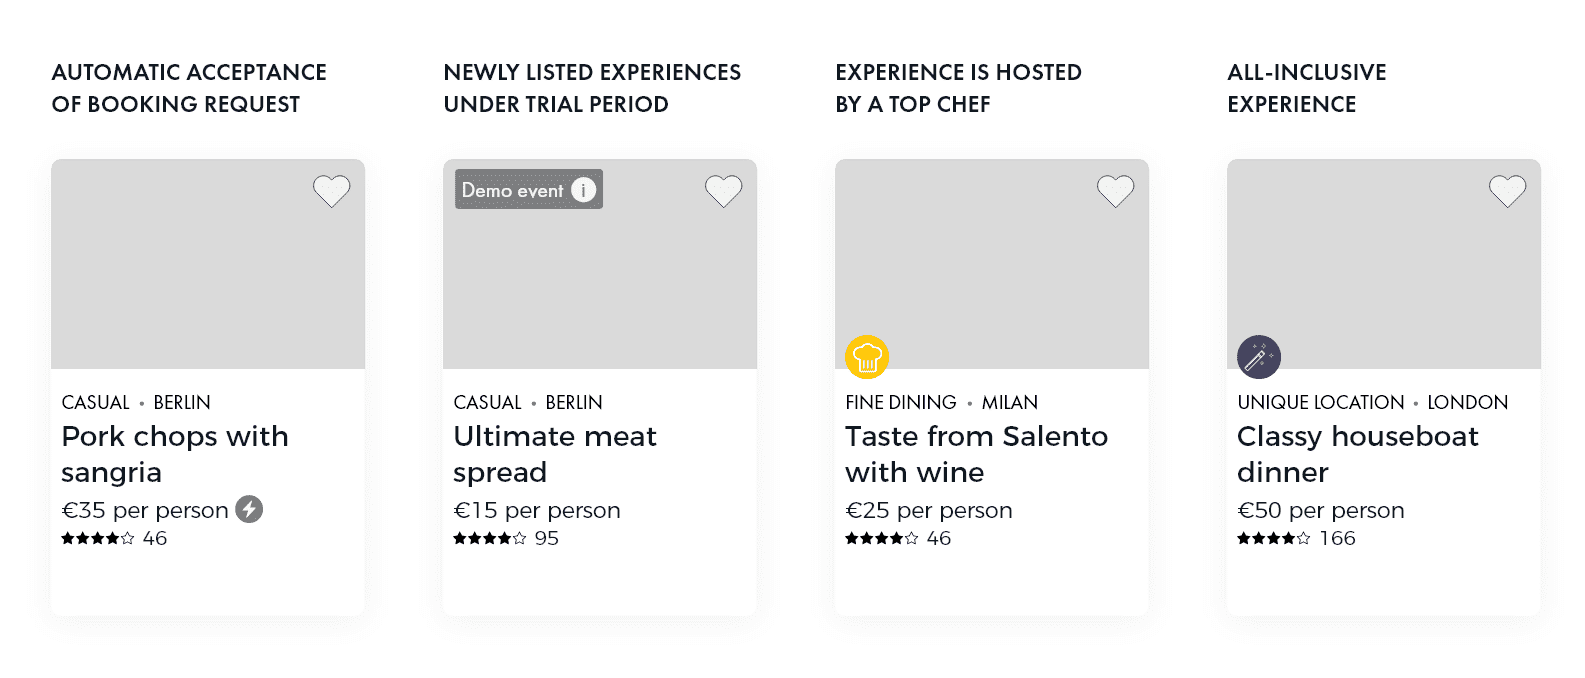 AUTOMATIC ACCEPTANCE
OF BOOKING REQUEST
CASUAL • BERLIN
Pork chops with
sangria
€35 per person
46
NEWLY LISTED EXPERIENCES
UNDER TRIAL PERIOD
Demo event i
CASUAL • BERLIN
Ultimate meat
spread
€15 per person
95
EXPERIENCE IS HOSTED
BY A TOP CHEF
FINE DINING • MILAN
Taste from Salento
with wine
€25 per person
46
ALL-INCLUSIVE
EXPERIENCE
UNIQUE LOCATION • LONDON
Classy houseboat
dinner
€50 per person
166